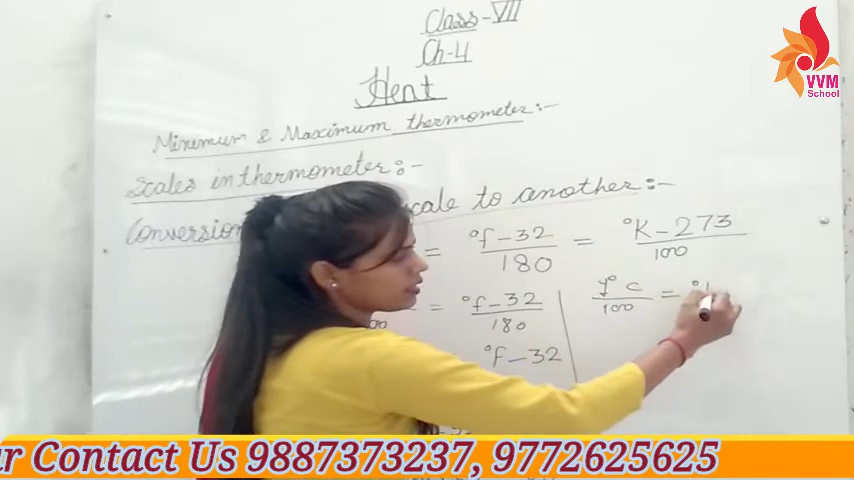 Class-VII
Ch-4
Heat
Minimum & Maximum thermometer:-
Scales in thermometer:-
Conversion scale to another:-
= °f-32/180 = °K-273/100
= °f-32/180
y°c/100 =
°f-32
VVM
School
Contact Us 9887373237, 9772625625